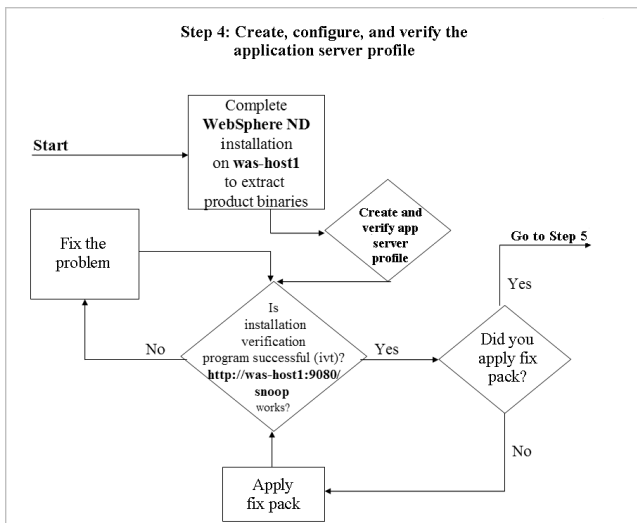 Step 4: Create, configure, and verify the
application server profile
Start
Complete
WebSphere ND
installation
on was-host1
to extract
product binaries
Create and
verify app
server
profile
Fix the
problem
Go to Step 5
Yes
Is
installation
verification
program successful (ivt)?
http://was-host1:9080/
snoop
works?
No
Yes
Did you
apply fix
pack?
No
Apply
fix pack